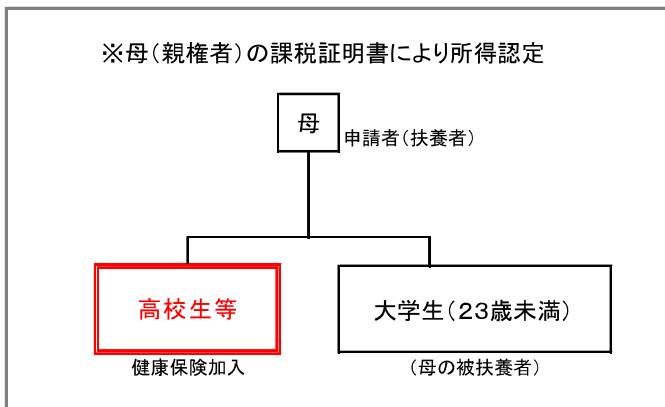 ※母（親権者）の課税証明書により所得認定
母
申請者（扶養者）
高校生等
大学生（２３歳未満）
健康保険加入
（母の被扶養者）